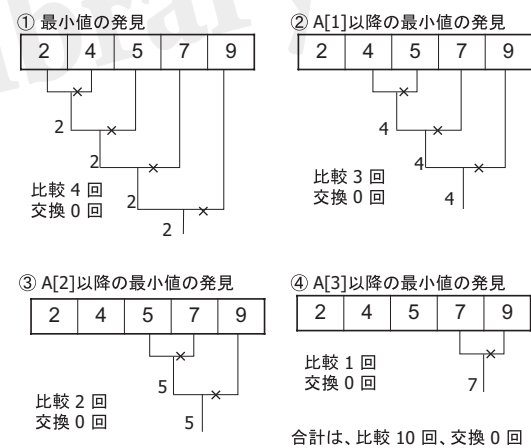 ① 最小値の発見
2 4 5 7 9
2
2
2
2
比較 4 回
交換 0 回
② A[1]以降の最小値の発見
2 4 5 7 9
4
4
4
比較 3 回
交換 0 回
③ A[2]以降の最小値の発見
2 4 5 7 9
5
5
比較 2 回
交換 0 回
④ A[3]以降の最小値の発見
2 4 5 7 9
7
比較 1 回
交換 0 回
合計は、比較 10 回、交換 0 回